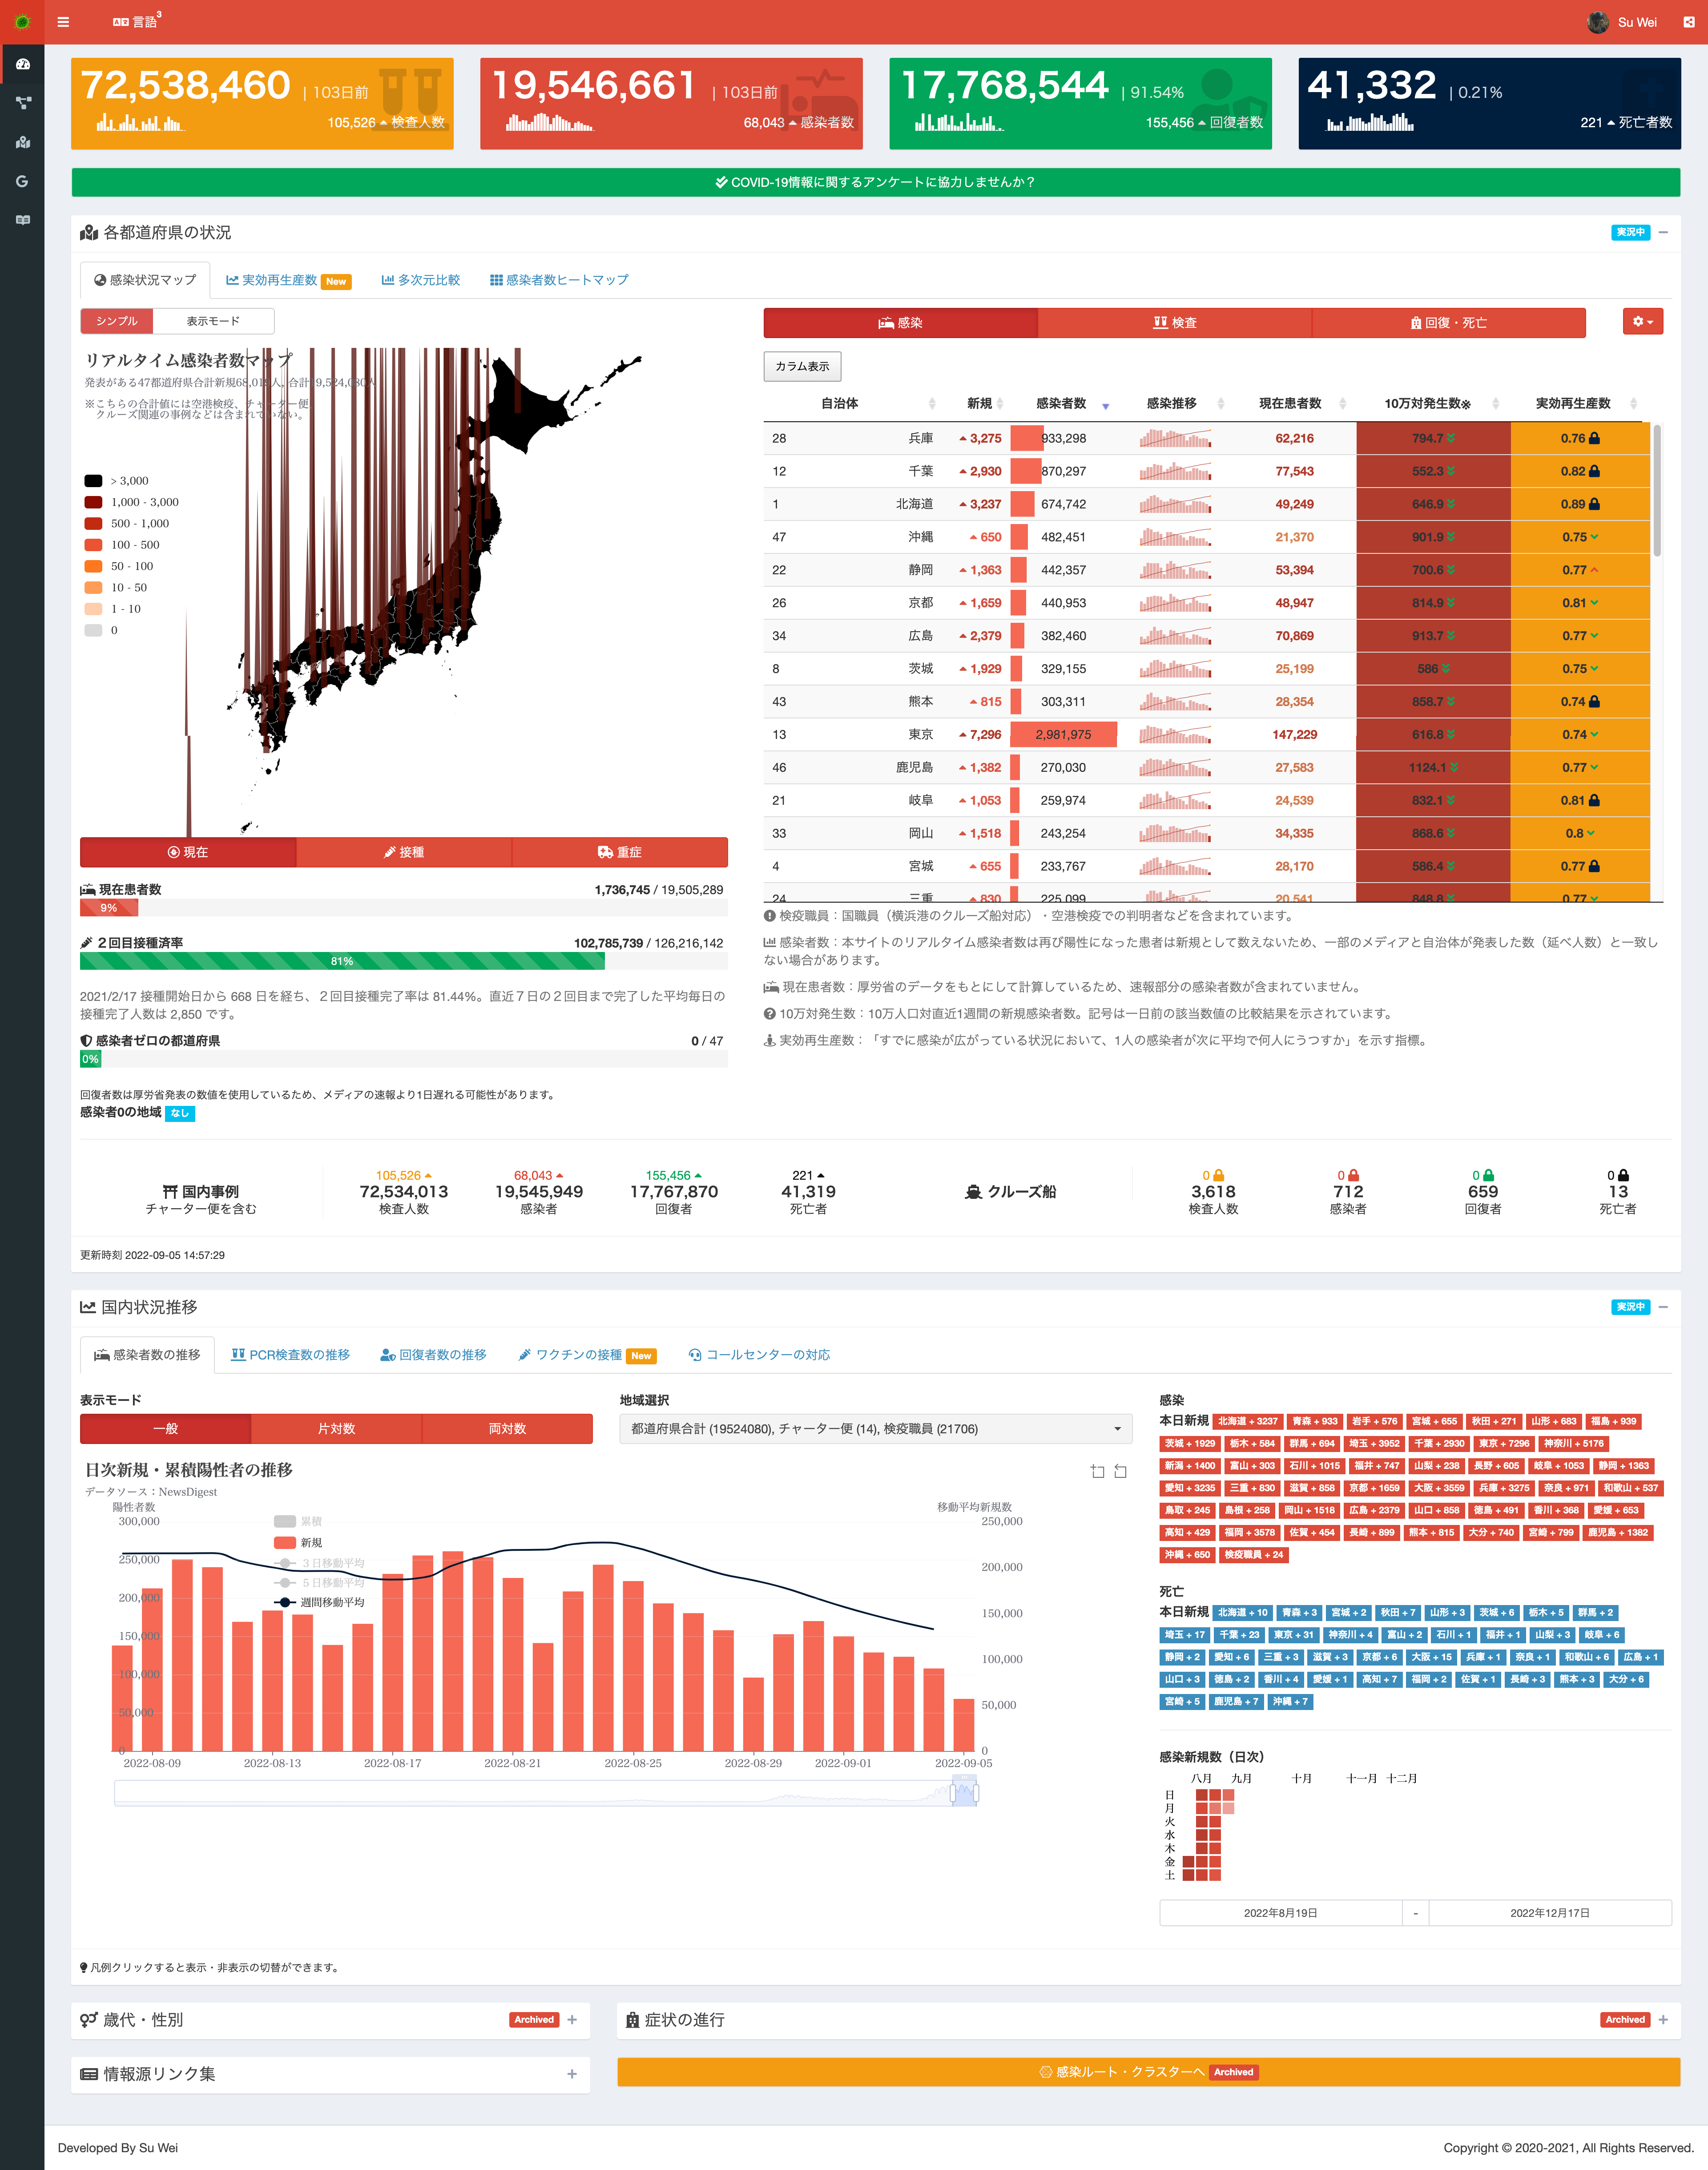 言語 3
Su Wei
72,538,460 | 103日前
105,526 検査人数
19,546,661 | 103日前
68,043 感染者数
17,768,544 | 91.54%
155,456 回復者数
41,332 | 0.21%
221 死亡者数
COVID-19情報に関するアンケートに協力しませんか？
各都道府県の状況
実況中
感染状況マップ 実効再生産数 New 多次元比較 感染者数ヒートマップ
シンプル 表示モード
リアルタイム感染者数マップ
発表がある47都道府県合計新規68,019人, 合計19,524,080人
※こちらの合計値には空港検疫、チャーター便
クルーズ関連の事例などは含まれていない。
> 3,000
1,000 - 3,000
500 - 1,000
100 - 500
50 - 100
10 - 50
1 - 10
0
現在 接種 重症
現在患者数 1,736,745 / 19,505,289
9%
２回目接種済率 102,785,739 / 126,216,142
81%
2021/2/17 接種開始日から 668 日を経ち、２回目接種完了率は 81.44%。直近７日の２回目まで完了した平均毎日の
接種完了人数は 2,850 です。
感染者ゼロの都道府県 0 / 47
0%
回復者数は厚労省発表の数値を使用しているため、メディアの速報より1日遅れる可能性があります。
感染者0の地域 なし
感染 検査 回復・死亡
カラム表示
自治体 新規 感染者数 感染推移 現在患者数 10万対発生数※ 実効再生産数
28 兵庫 3,275 933,298 62,216 794.7 0.76
12 千葉 2,930 870,297 77,543 552.3 0.82
1 北海道 3,237 674,742 49,249 646.9 0.89
47 沖縄 650 482,451 21,370 901.9 0.75
22 静岡 1,363 442,357 53,394 700.6 0.77
26 京都 1,659 440,953 48,947 814.9 0.81
34 広島 2,379 382,460 70,869 913.7 0.77
8 茨城 1,929 329,155 25,199 586 0.75
43 熊本 815 303,311 28,354 858.7 0.74
13 東京 7,296 2,981,975 147,229 616.8 0.74
46 鹿児島 1,382 270,030 27,583 1124.1 0.77
21 岐阜 1,053 259,974 24,539 832.1 0.81
33 岡山 1,518 243,254 34,335 868.6 0.8
4 宮城 655 233,767 28,170 586.4 0.77
24 三重 830 225,099 20,541 848.8 0.77
検疫職員：国職員（横浜港のクルーズ船対応）・空港検疫での判明者などを含まれています。
感染者数：本サイトのリアルタイム感染者数は再び陽性になった患者は新規として数えないため、一部のメディアと自治体が発表した数（延べ人数）と一致し
ない場合があります。
現在患者数：厚労省のデータをもとにして計算しているため、速報部分の感染者数が含まれていません。
10万対発生数：10万人口対直近1週間の新規感染者数。記号は一日前の該当数値の比較結果を示されています。
実効再生産数：「すでに感染が広がっている状況において、1人の感染者が次に平均で何人にうつすか」を示す指標。
国内事例
チャーター便を含む
105,526 68,043 155,456 221
72,534,013 19,545,949 17,767,870 41,319
検査人数 感染者 回復者 死亡者
クルーズ船
0 0 0 0
3,618 712 659 13
検査人数 感染者 回復者 死亡者
更新時刻 2022-09-05 14:57:29
国内状況推移
実況中
感染者数の推移 PCR検査数の推移 回復者数の推移 ワクチンの接種 New コールセンターの対応
表示モード
一般 片対数 両対数
地域選択
都道府県合計 (19524080), チャーター便 (14), 検疫職員 (21706)
日次新規・累積陽性者の推移
データソース：NewsDigest
陽性者数 移動平均新規数
300,000
250,000
200,000
150,000
100,000
50,000
0
累積
新規
３日移動平均
５日移動平均
週間移動平均
250,000
200,000
150,000
100,000
50,000
0
2022-08-09 2022-08-13 2022-08-17 2022-08-21 2022-08-25 2022-08-29 2022-09-01 2022-09-05
感染
本日新規 北海道 + 3237 青森 + 933 岩手 + 576 宮城 + 655 秋田 + 271 山形 + 683 福島 + 939
茨城 + 1929 栃木 + 584 群馬 + 694 埼玉 + 3952 千葉 + 2930 東京 + 7296 神奈川 + 5176
新潟 + 1400 富山 + 303 石川 + 1015 福井 + 747 山梨 + 238 長野 + 605 岐阜 + 1053 静岡 + 1363
愛知 + 3235 三重 + 830 滋賀 + 858 京都 + 1659 大阪 + 3559 兵庫 + 3275 奈良 + 971 和歌山 + 537
鳥取 + 245 島根 + 258 岡山 + 1518 広島 + 2379 山口 + 858 徳島 + 491 香川 + 368 愛媛 + 653
高知 + 429 福岡 + 3578 佐賀 + 454 長崎 + 899 熊本 + 815 大分 + 740 宮崎 + 799 鹿児島 + 1382
沖縄 + 650 検疫職員 + 24
死亡
本日新規 北海道 + 10 青森 + 3 宮城 + 2 秋田 + 7 山形 + 3 茨城 + 6 栃木 + 5 群馬 + 2
埼玉 + 17 千葉 + 23 東京 + 31 神奈川 + 4 富山 + 2 石川 + 1 福井 + 1 山梨 + 3 岐阜 + 6
静岡 + 2 愛知 + 6 三重 + 3 滋賀 + 3 京都 + 6 大阪 + 15 兵庫 + 1 奈良 + 1 和歌山 + 6 広島 + 1
山口 + 3 徳島 + 2 香川 + 4 愛媛 + 1 高知 + 7 福岡 + 2 佐賀 + 1 長崎 + 3 熊本 + 3 大分 + 6
宮崎 + 5 鹿児島 + 7 沖縄 + 7
感染新規数（日次）
八月 九月 十月 十一月 十二月
日
月
火
水
木
金
土
2022年8月19日 - 2022年12月17日
凡例クリックすると表示・非表示の切替ができます。
歳代・性別 Archived
症状の進行 Archived
情報源リンク集
感染ルート・クラスターへ Archived
Developed By Su Wei
Copyright © 2020-2021, All Rights Reserved.